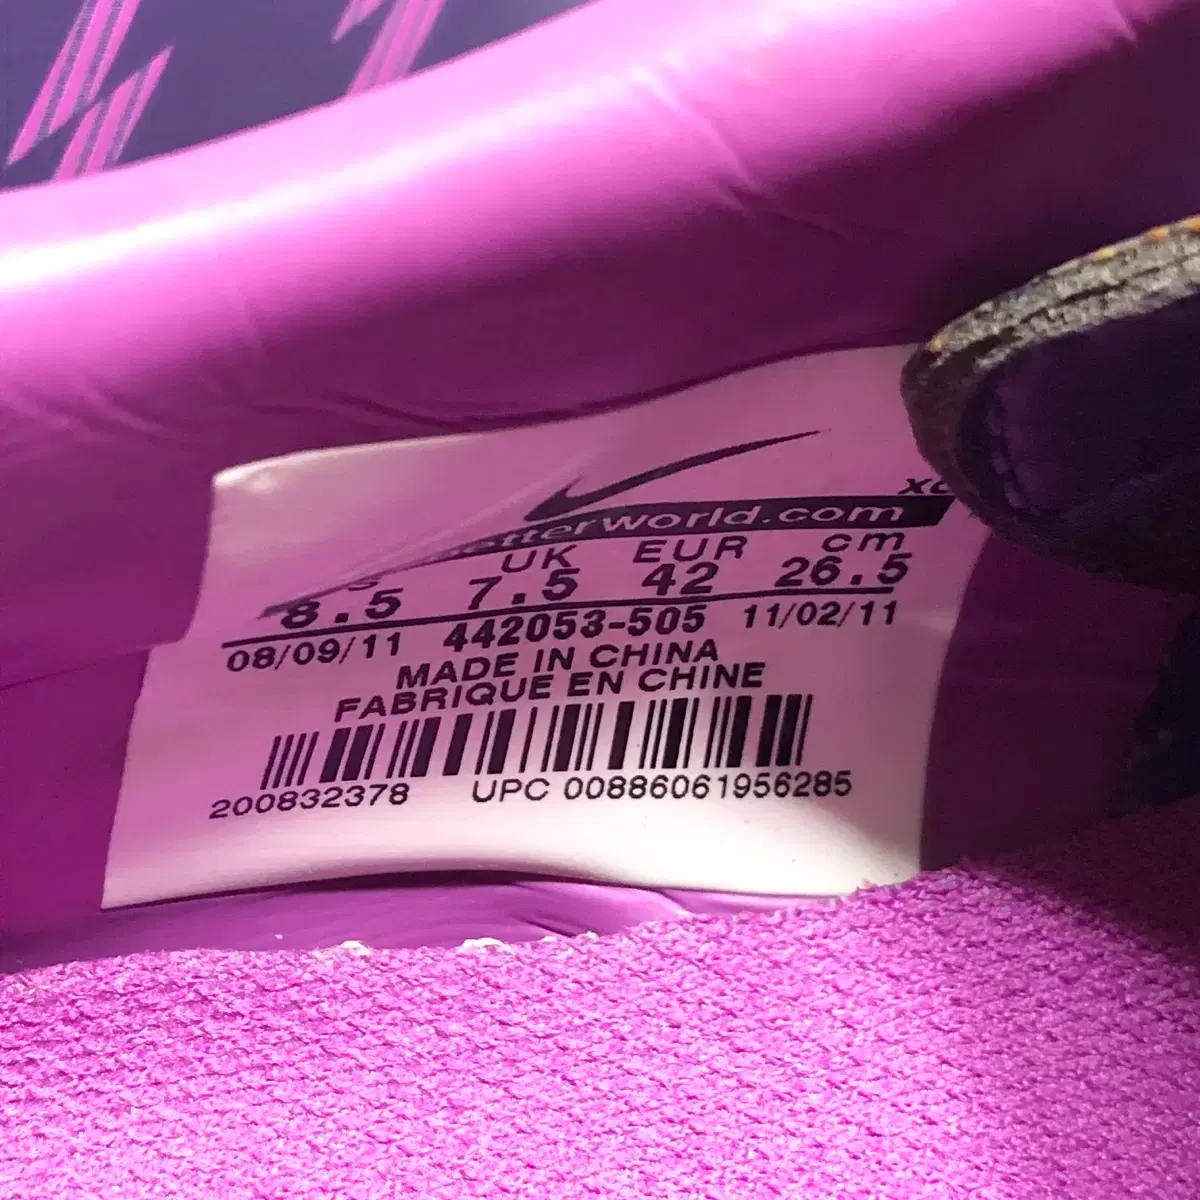 XC
betterworld.com
UK EUR cm
8.5 7.5 42 26.5
08/09/11 442053-505 11/02/11
MADE IN CHINA
FABRIQUE EN CHINE
200832378 UPC 00886061956285